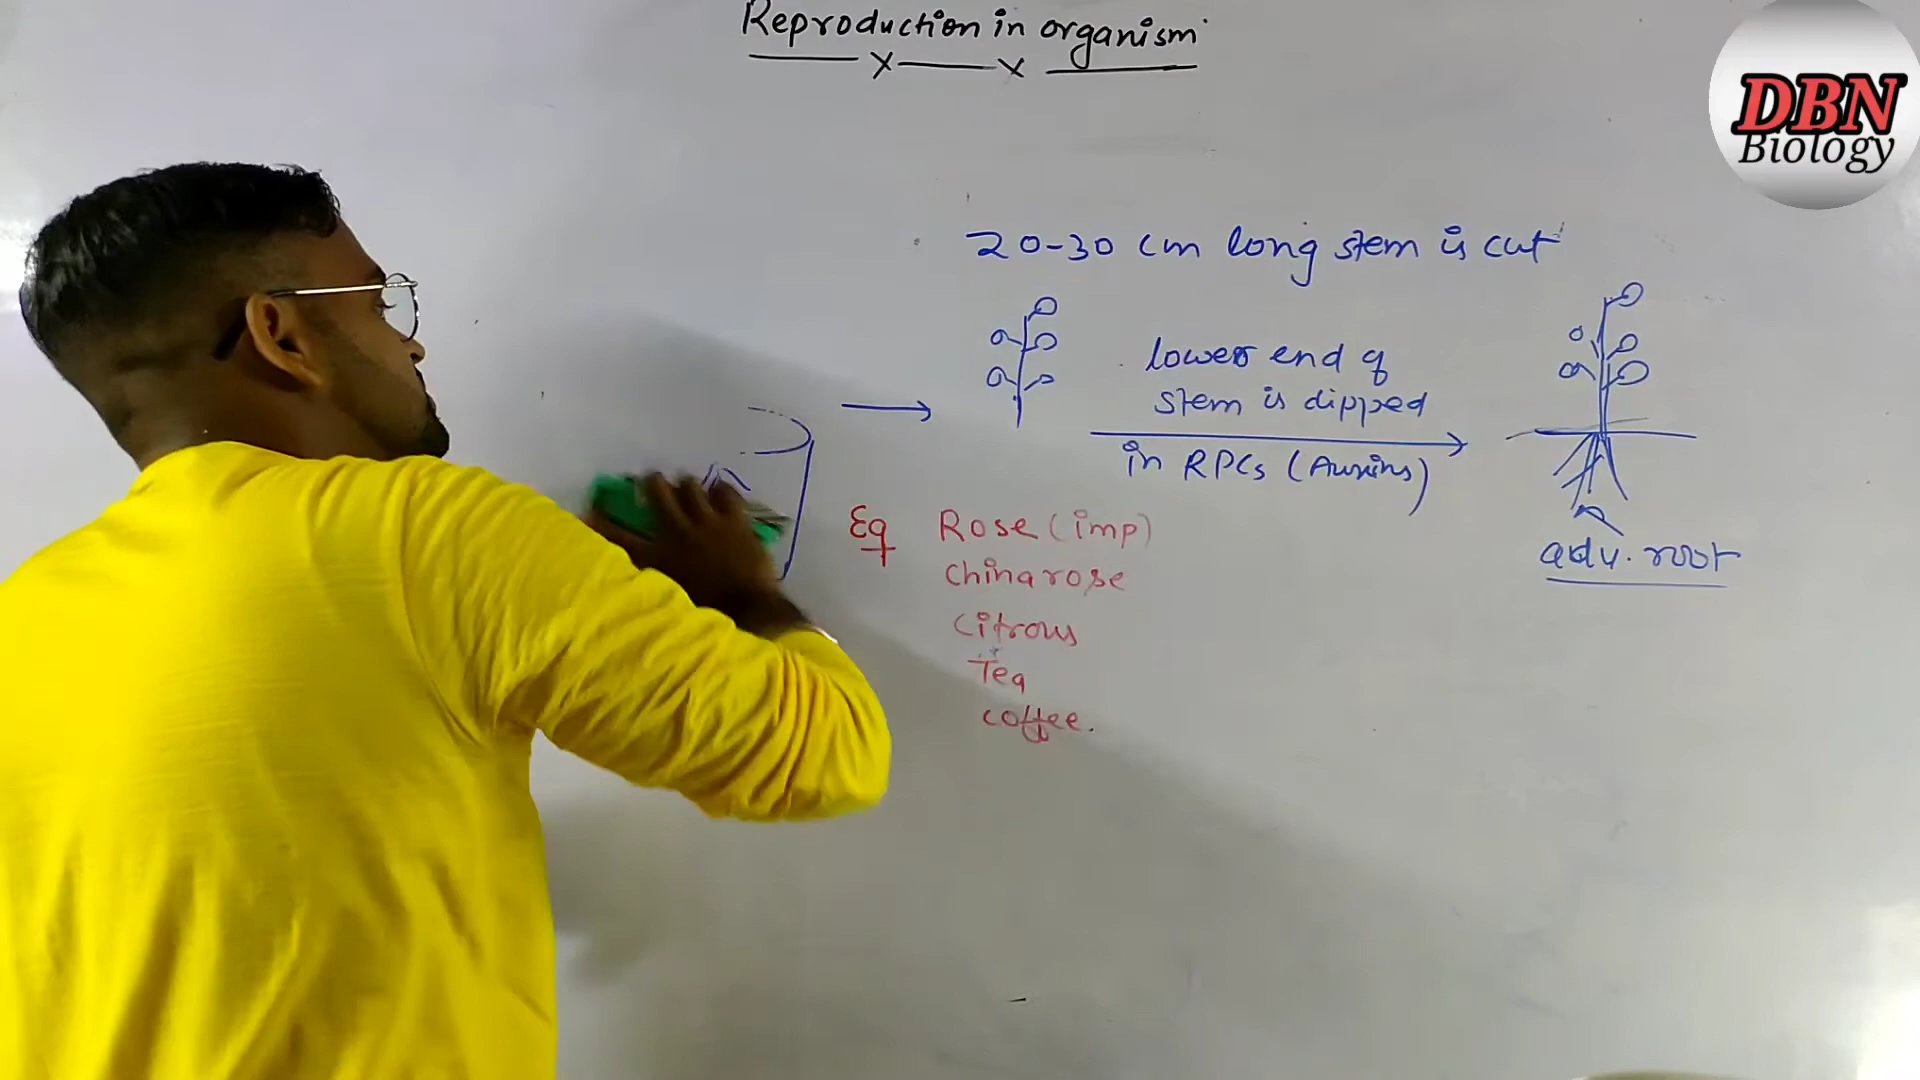 Reproduction in organism
DBN
Biology
20-30 cm long stem is cut
lower end of
stem is dipped
in RPCs (Auxins)
adv. root
Eg Rose (imp)
China rose
Citrous
Tea
coffee.